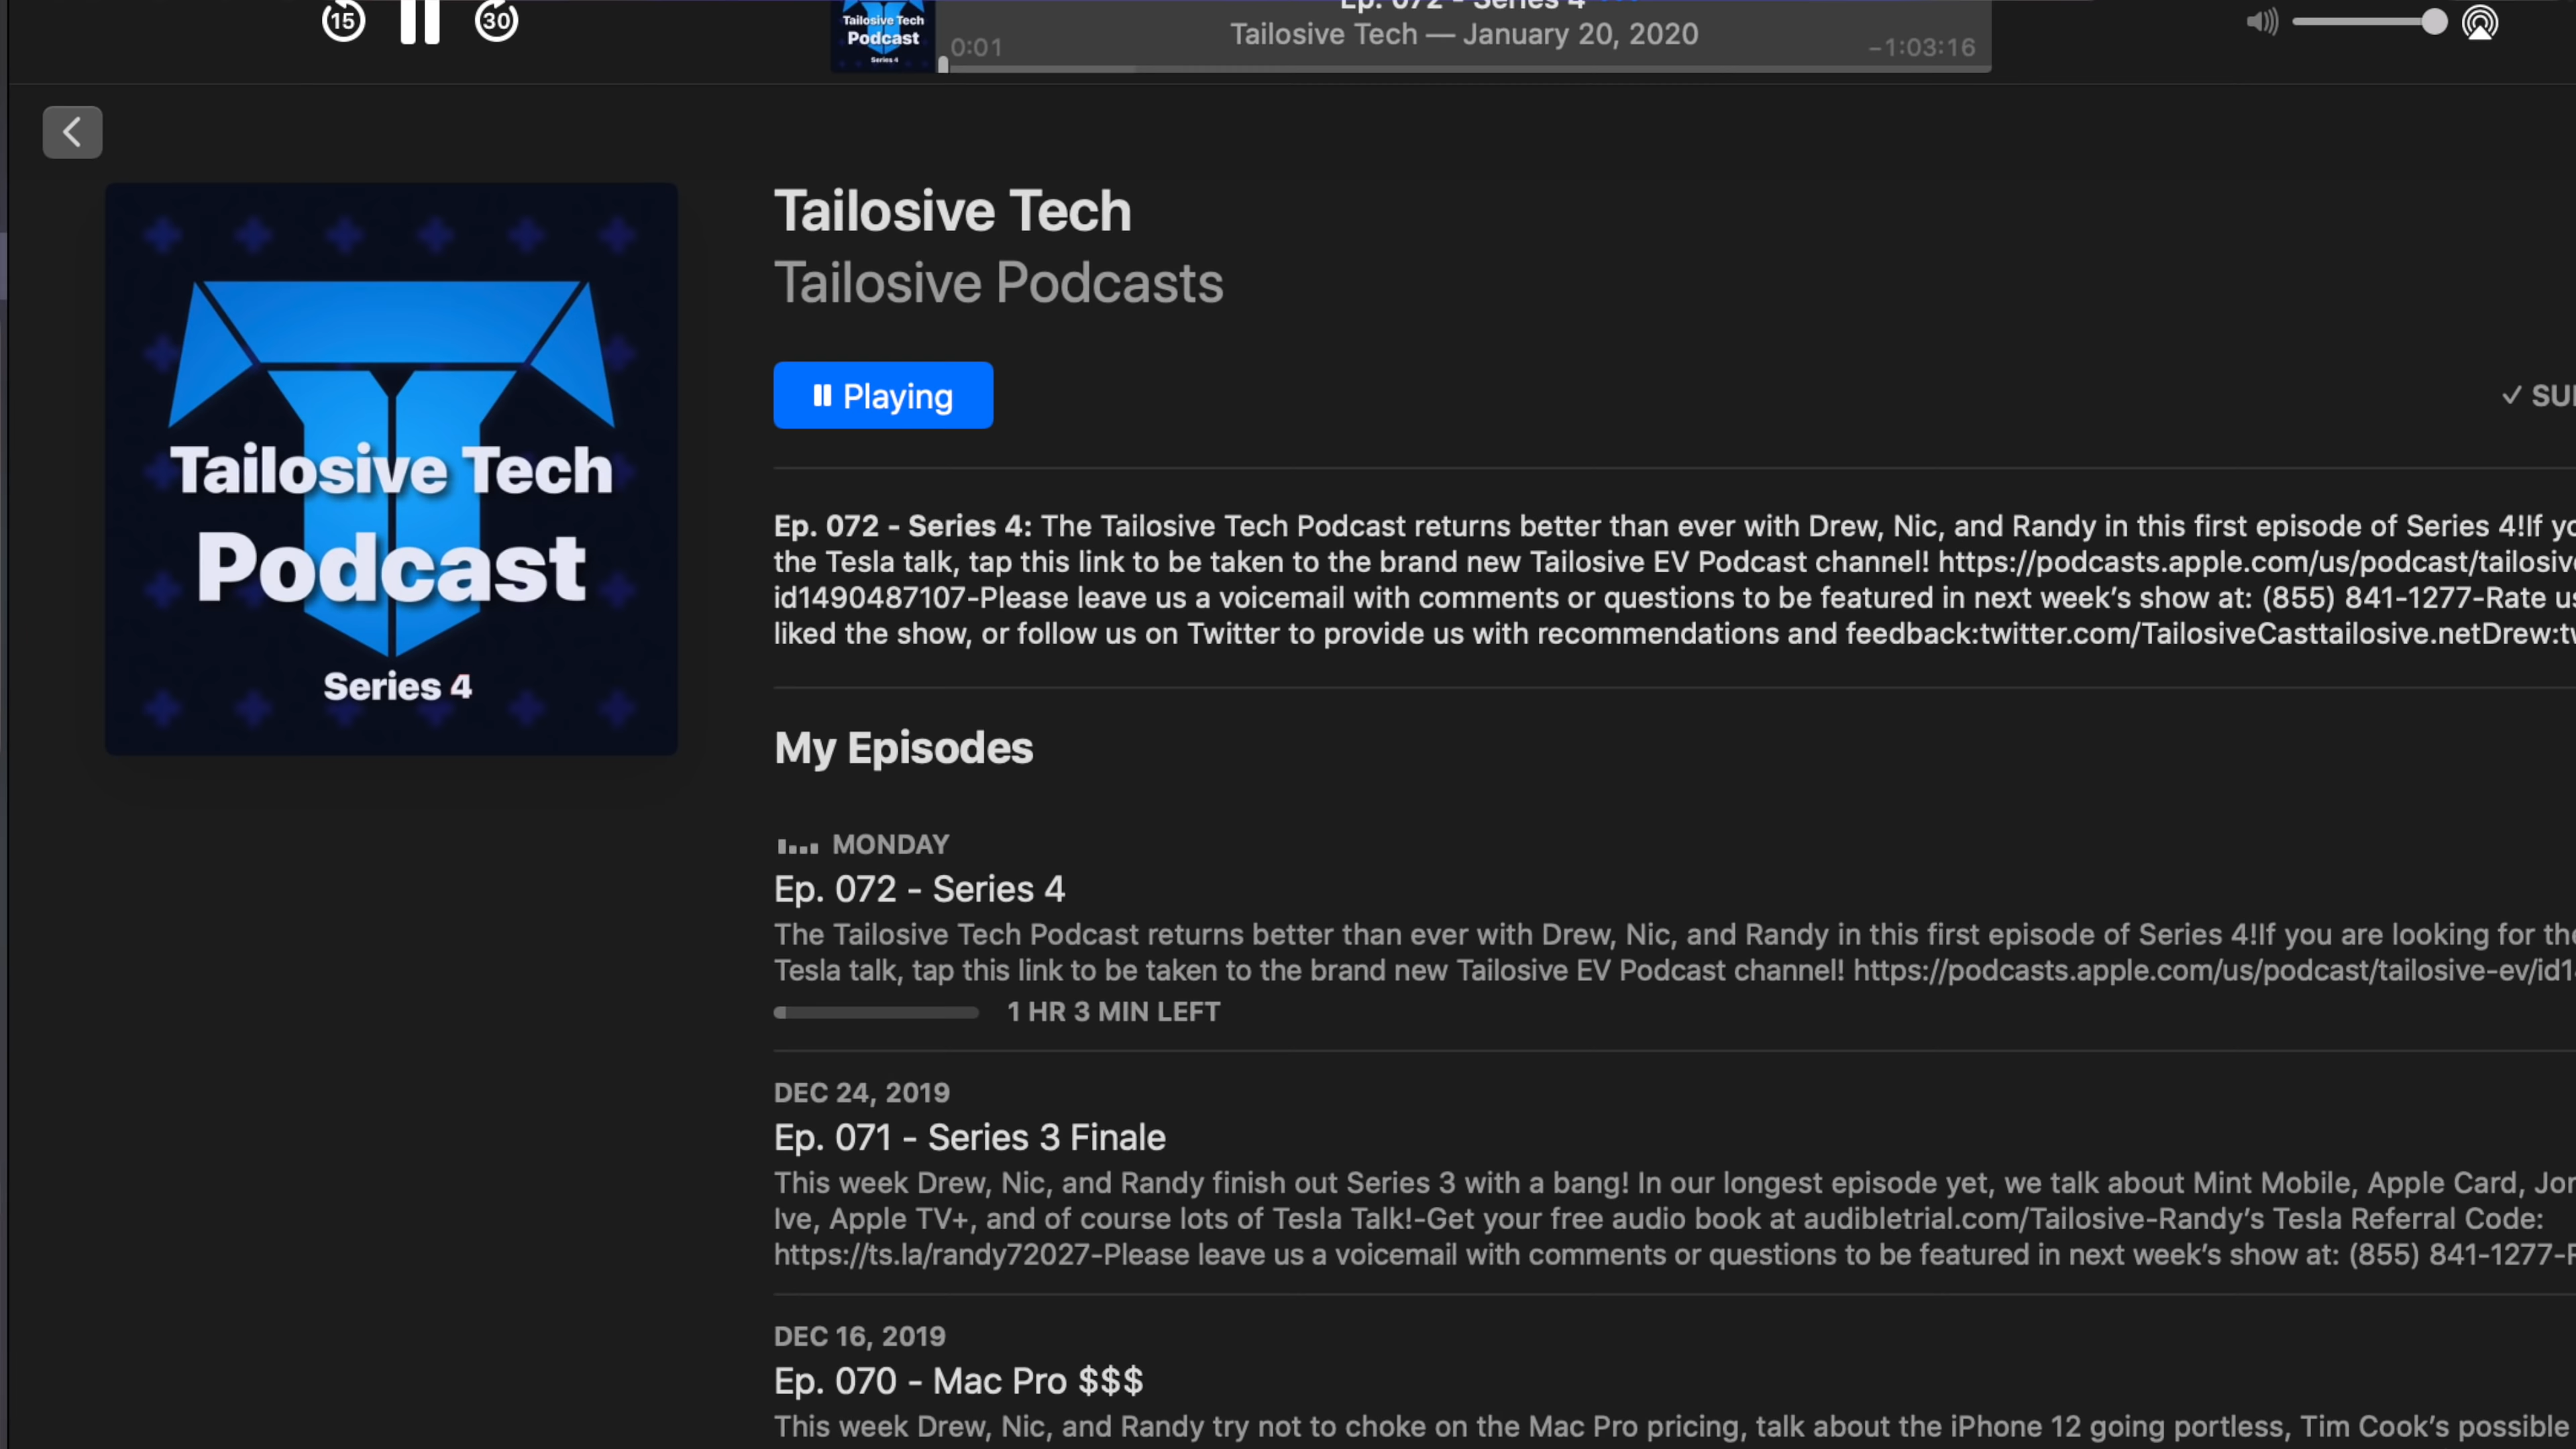 15
30
Tailosive Tech
Podcast
Series 4
Ep. 072 - Series 4
Tailosive Tech — January 20, 2020
0:01
-1:03:16
Tailosive Tech
Tailosive Podcasts
Playing
Tailosive Tech
Podcast
Series 4
Ep. 072 - Series 4: The Tailosive Tech Podcast returns better than ever with Drew, Nic, and Randy in this first episode of Series 4!If
the Tesla talk, tap this link to be taken to the brand new Tailosive EV Podcast channel! https://podcasts.apple.com/us/podcast/tailosive
id1490487107-Please leave us a voicemail with comments or questions to be featured in next week's show at: (855) 841-1277-Rate us
liked the show, or follow us on Twitter to provide us with recommendations and feedback:twitter.com/TailosiveCasttailosive.netDrew:
My Episodes
MONDAY
Ep. 072 - Series 4
The Tailosive Tech Podcast returns better than ever with Drew, Nic, and Randy in this first episode of Series 4!If you are looking for the
Tesla talk, tap this link to be taken to the brand new Tailosive EV Podcast channel! https://podcasts.apple.com/us/podcast/tailosive-ev/id1
1 HR 3 MIN LEFT
DEC 24, 2019
Ep. 071 - Series 3 Finale
This week Drew, Nic, and Randy finish out Series 3 with a bang! In our longest episode yet, we talk about Mint Mobile, Apple Card,
Ive, Apple TV+, and of course lots of Tesla Talk!-Get your free audio book at audibletrial.com/Tailosive-Randy's Tesla Referral Code:
https://ts.la/randy72027-Please leave us a voicemail with comments or questions to be featured in next week's show at: (855) 841-1277-
DEC 16, 2019
Ep. 070 - Mac Pro $$$
This week Drew, Nic, and Randy try not to choke on the Mac Pro pricing, talk about the iPhone 12 going portless, Tim Cook's possible